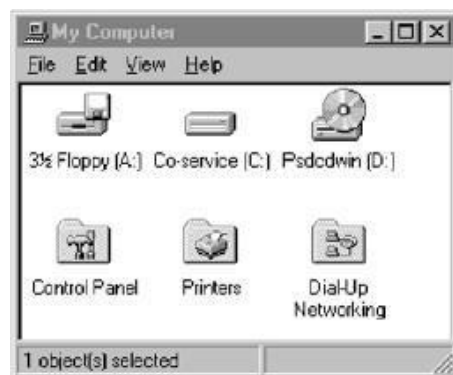 My Computer
File Edit View Help
3½ Floppy (A:) Co-service (C:) Psdcdwin (D:)
Control Panel Printers Dial-Up
Networking
1 object(s) selected